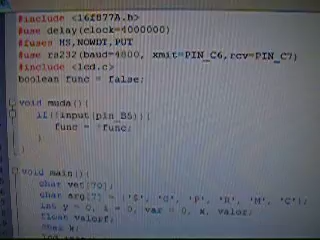 #include <16f877A.h>
#use delay(clock=4000000)
#fuses HS,NOWDT,PUT
#use rs232(baud=4800, xmit=PIN_C6,rcv=PIN_C7)
#include <lcd.c>
boolean func = false;
void muda(){
if(!input(pin_B5)){
func = !func;
}
}
void main(){
char vet[70];
char arg[7] = {'S', 'O', 'P', 'R', 'M', 'C'};
int y = 0, i = 0, var = 0, x, valor;
float valorf;
char k;